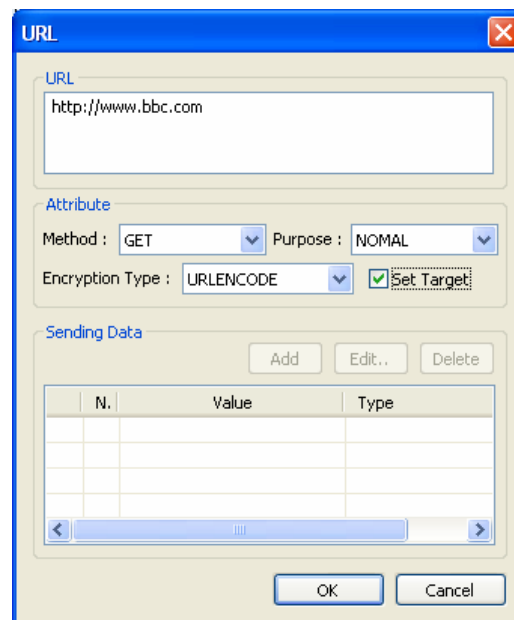 URL
URL
http://www.bbc.com
Attribute
Method : GET Purpose : NOMAL
Encryption Type : URLENCODE Set Target
Sending Data
Add Edit.. Delete
N. Value Type
OK Cancel